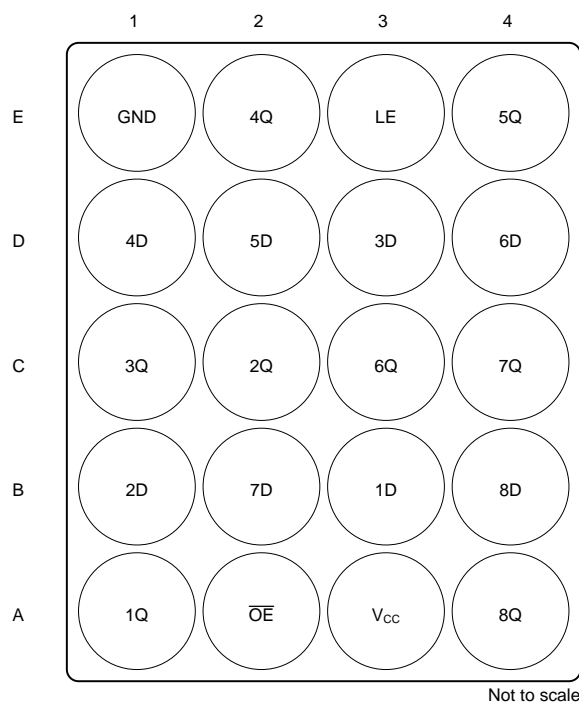 1 2 3 4
E GND 4Q LE 5Q
D 4D 5D 3D 6D
C 3Q 2Q 6Q 7Q
B 2D 7D 1D 8D
A 1Q O̅E̅ VCC 8Q
Not to scale